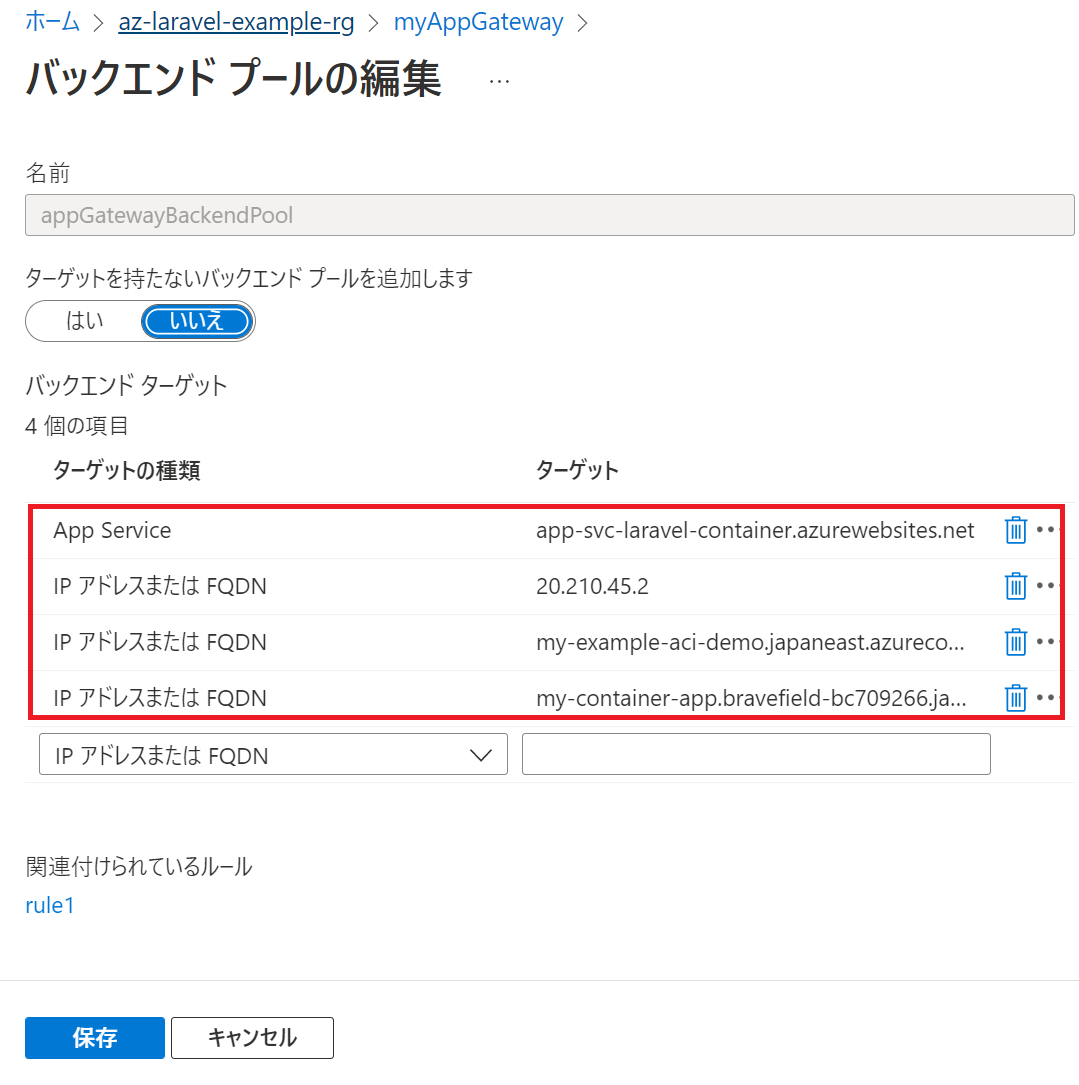 ホーム > az-laravel-example-rg > myAppGateway >
バックエンド プールの編集 ...
名前
appGatewayBackendPool
ターゲットを持たないバックエンド プールを追加します
はい いいえ
バックエンド ターゲット
4 個の項目
ターゲットの種類 ターゲット
App Service app-svc-laravel-container.azurewebsites.net
IP アドレスまたは FQDN 20.210.45.2
IP アドレスまたは FQDN my-example-aci-demo.japaneast.azureco...
IP アドレスまたは FQDN my-container-app.bravefield-bc709266.ja...
IP アドレスまたは FQDN
関連付けられているルール
rule1
保存 キャンセル